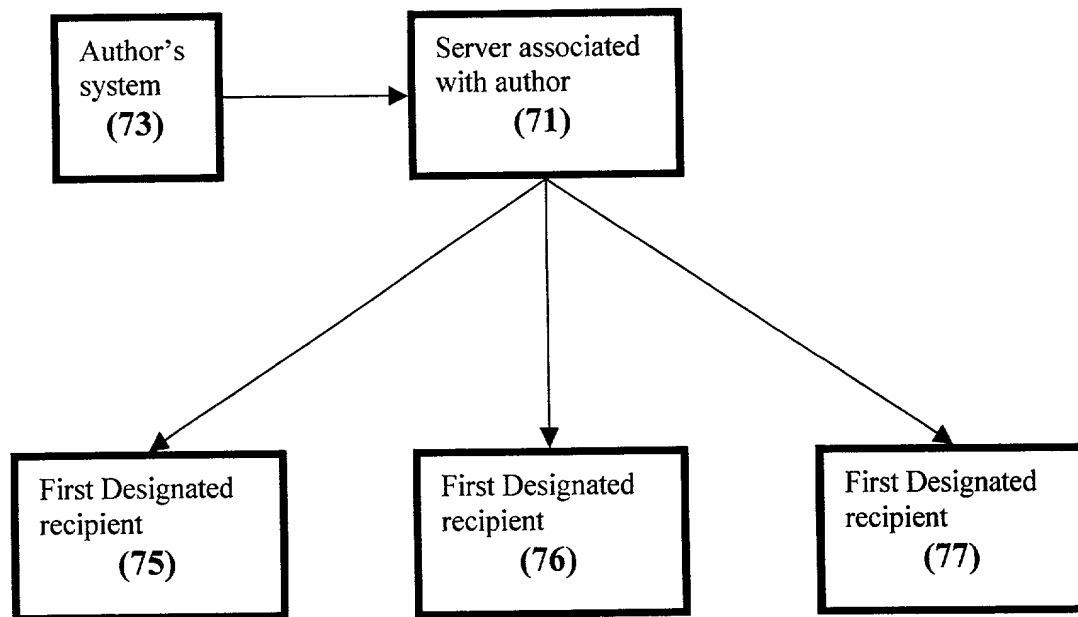 Author's
system
(73)
Server associated
with author
(71)
First Designated
recipient
(75)
First Designated
recipient
(76)
First Designated
recipient
(77)